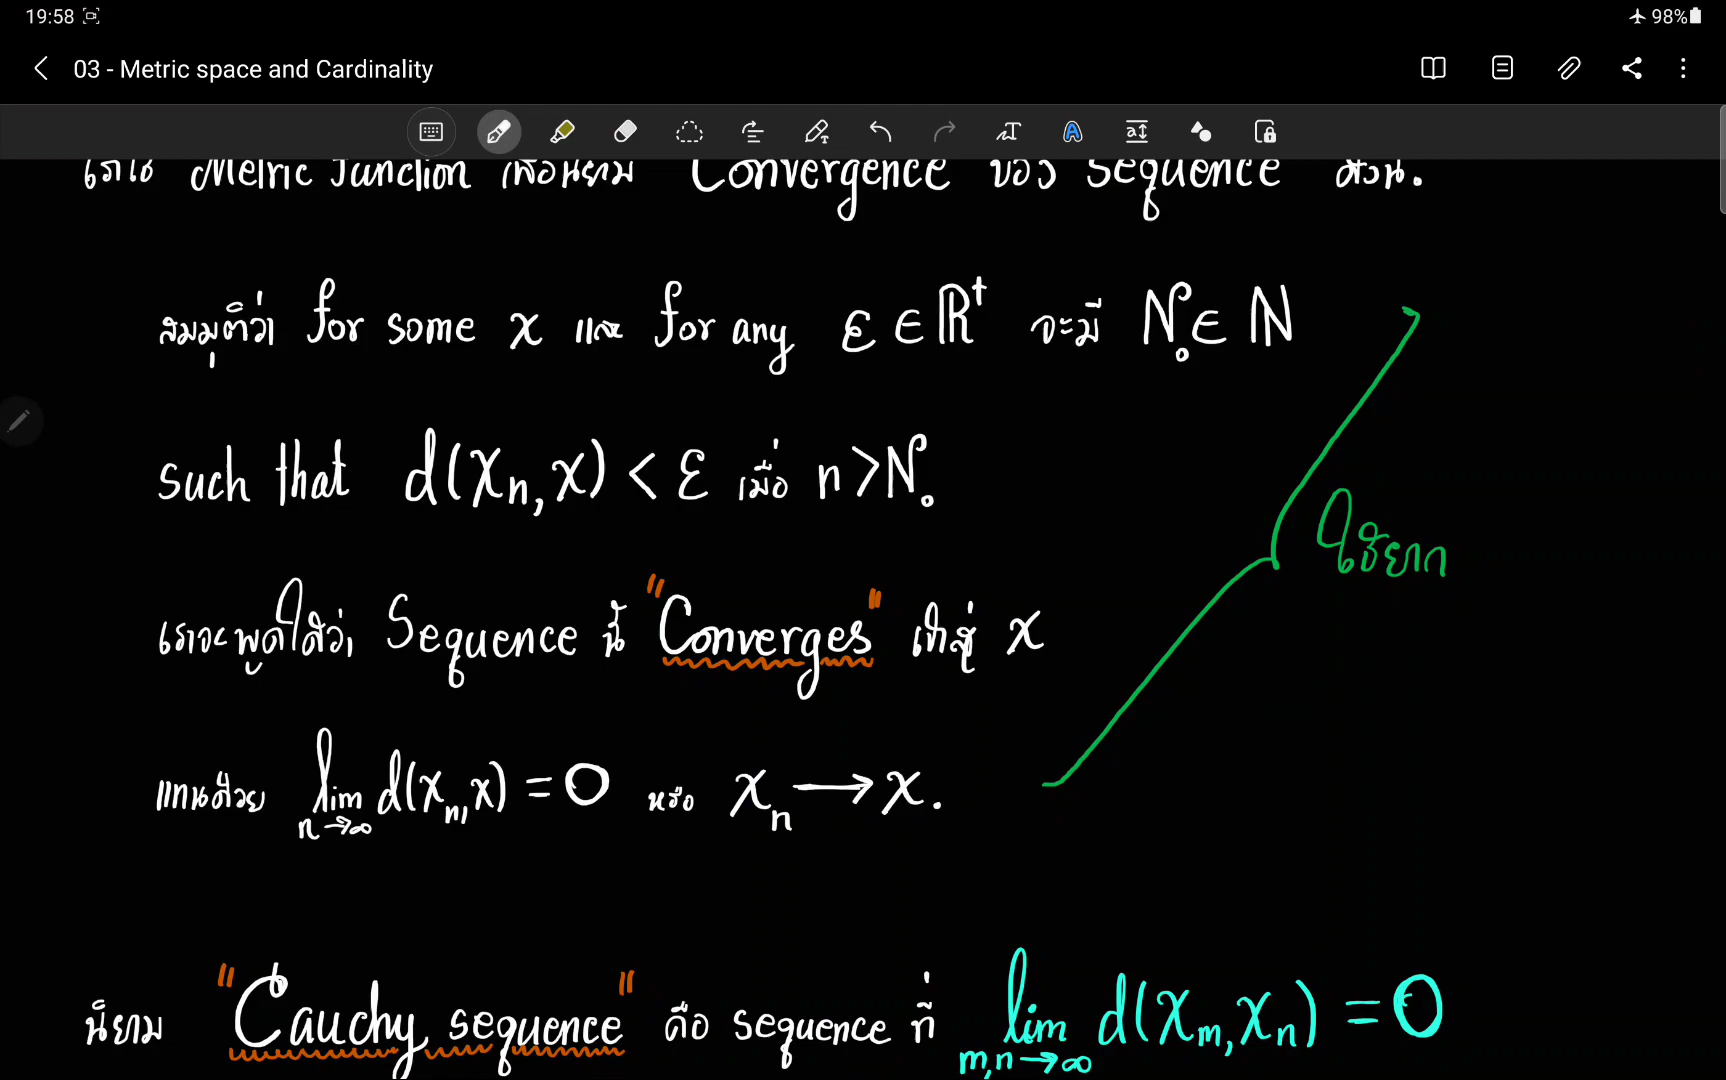 19:58 98%
03 - Metric space and Cardinality
เราใช้ Metric function เพื่อนิยาม Convergence ของ Sequence ด้วย.
สมมุติว่า for some x และ for any ε ∈ ℝ⁺ จะมี N₀ ∈ ℕ
such that d(xₙ, x) < ε เมื่อ n > N₀
ใช้ยาก
เราจะพูดได้ว่า Sequence นี้ "Converges" เข้าสู่ x
แทนด้วย lim n→∞ d(xₙ, x) = 0 หรือ xₙ → x.
นิยาม "Cauchy sequence" คือ sequence ที่ lim m,n→∞ d(xₘ, xₙ) = 0